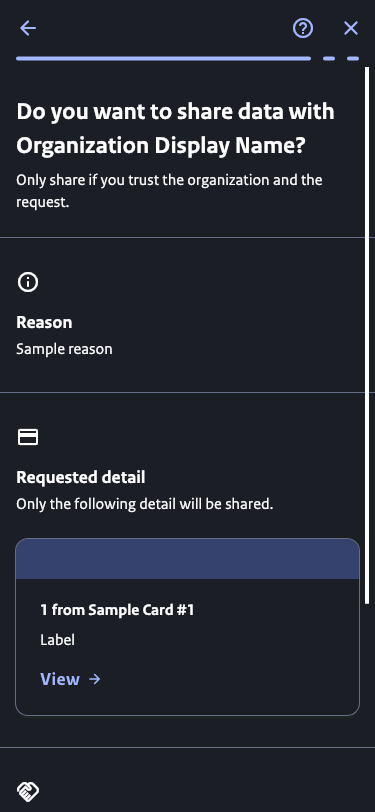 Do you want to share data with
Organization Display Name?
Only share if you trust the organization and the
request.
Reason
Sample reason
Requested detail
Only the following detail will be shared.
1 from Sample Card #1
Label
View